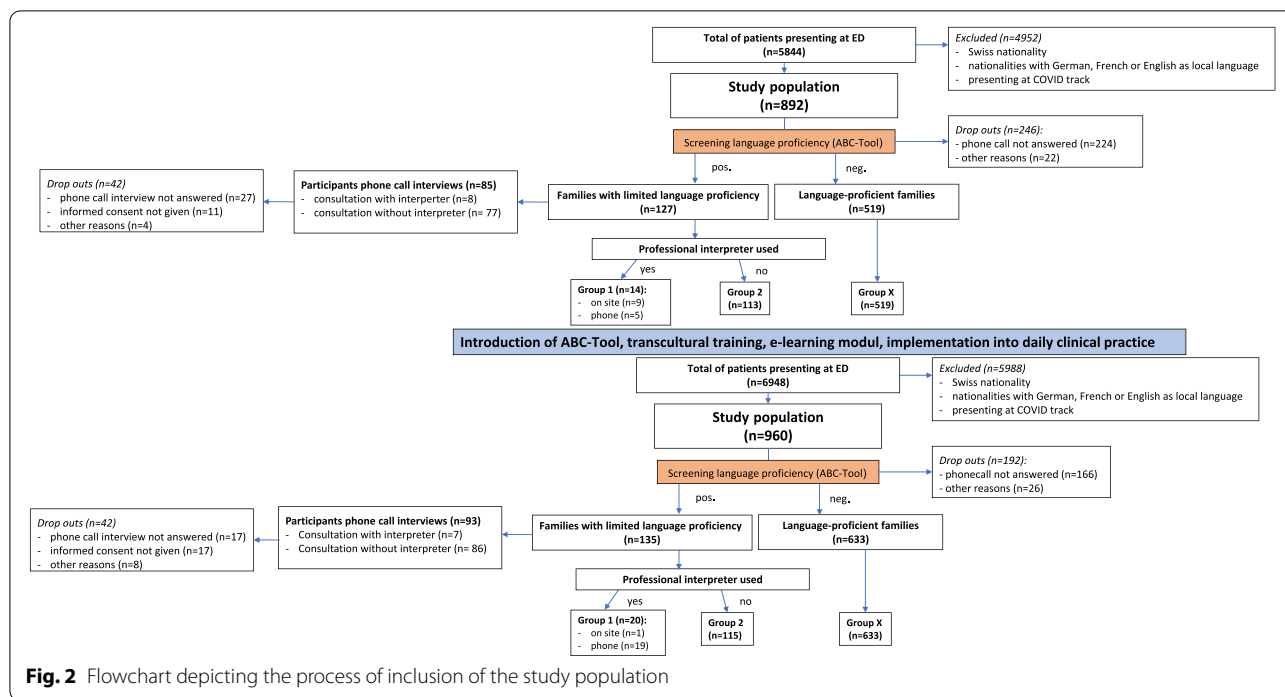 Total of patients presenting at ED
(n=5844)
Excluded (n=4952)
- Swiss nationality
- nationalities with German, French or English as local language
- presenting at COVID track
Study population
(n=892)
Screening language proficiency (ABC-Tool)
Drop outs (n=246):
- phone call not answered (n=224)
- other reasons (n=22)
pos.
neg.
Drop outs (n=42)
- phone call interview not answered (n=27)
- informed consent not given (n=11)
- other reasons (n=4)
Participants phone call interviews (n=85)
- consultation with interperter (n=8)
- consultation without interpreter (n= 77)
Families with limited language proficiency
(n=127)
Language-proficient families
(n=519)
Professional interpreter used
yes
no
Group 1 (n=14):
- on site (n=9)
- phone (n=5)
Group 2
(n=113)
Group X
(n=519)
Introduction of ABC-Tool, transcultural training, e-learning modul, implementation into daily clinical practice
Total of patients presenting at ED
(n=6948)
Excluded (n=5988)
- Swiss nationality
- nationalities with German, French or English as local language
- presenting at COVID track
Study population
(n=960)
Screening language proficiency (ABC-Tool)
Drop outs (n=192):
- phonecall not answered (n=166)
- other reasons (n=26)
pos.
neg.
Drop outs (n=42)
- phone call interview not answered (n=17)
- informed consent not given (n=17)
- other reasons (n=8)
Participants phone call interviews (n=93)
- Consultation with interpreter (n=7)
- Consultation without interpreter (n= 86)
Families with limited language proficiency
(n=135)
Language-proficient families
(n=633)
Professional interpreter used
yes
no
Group 1 (n=20):
- on site (n=1)
- phone (n=19)
Group 2
(n=115)
Group X
(n=633)
Fig. 2 Flowchart depicting the process of inclusion of the study population